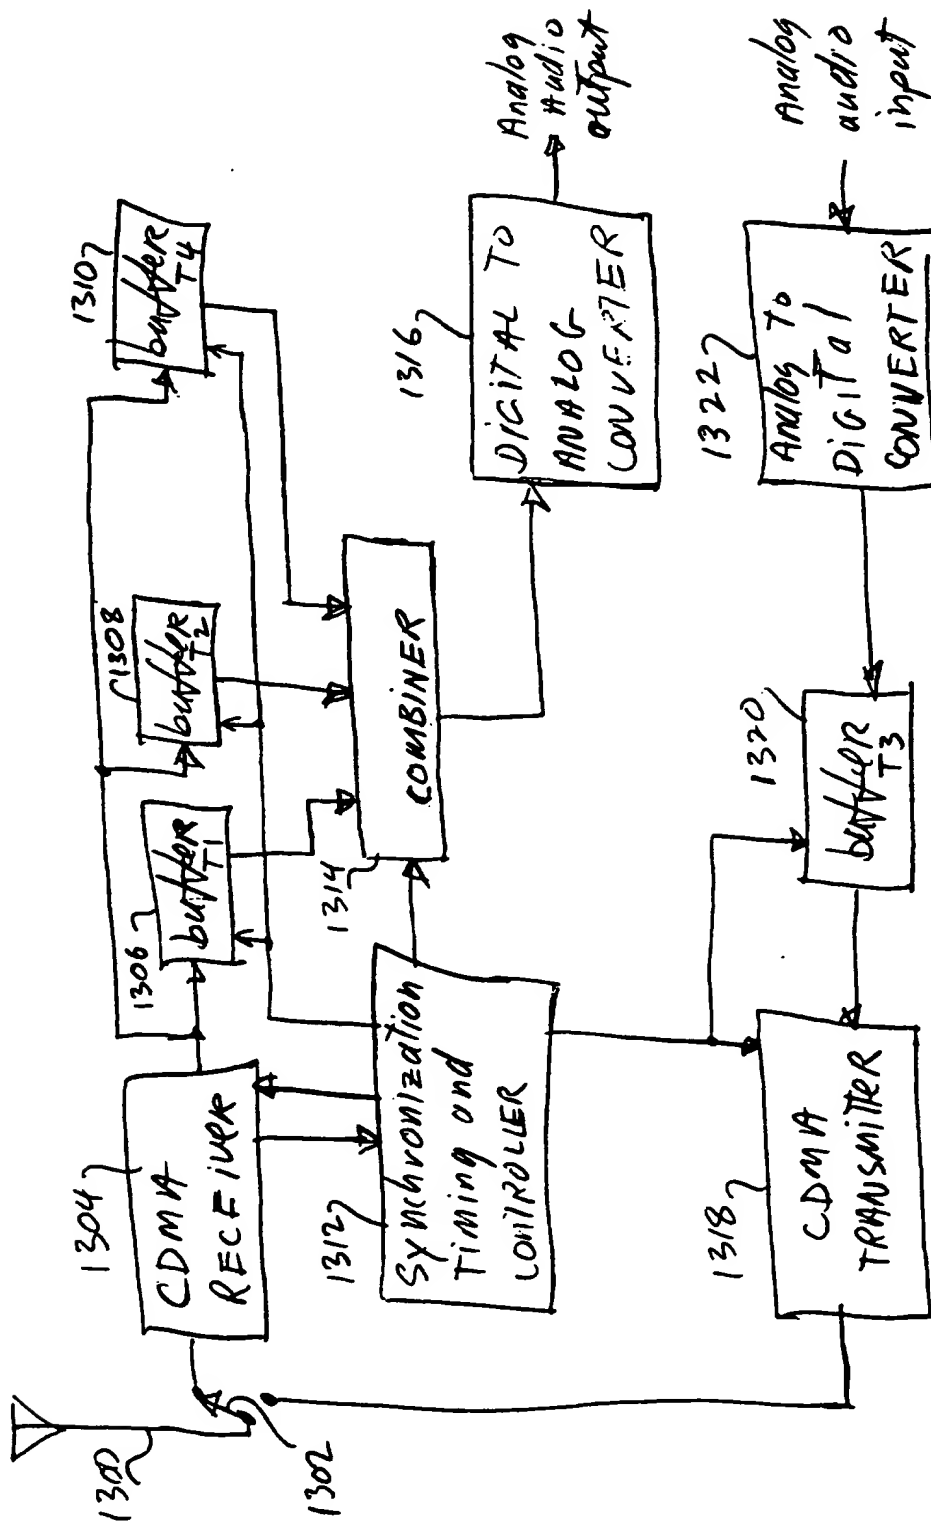 1300
1302
1304
CDMA
RECEIVER
1306
buffer
T1
1308
buffer
T2
1310
buffer
T4
1312
Synchronization
Timing and
CONTROLLER
1314
COMBINER
1316
DIGITAL TO
ANALOG
CONVERTER
Analog
Audio
output
1318
CDMA
TRANSMITTER
1320
buffer
T3
1322
Analog To
DIGITal
CONVERTER
Analog
audio
input